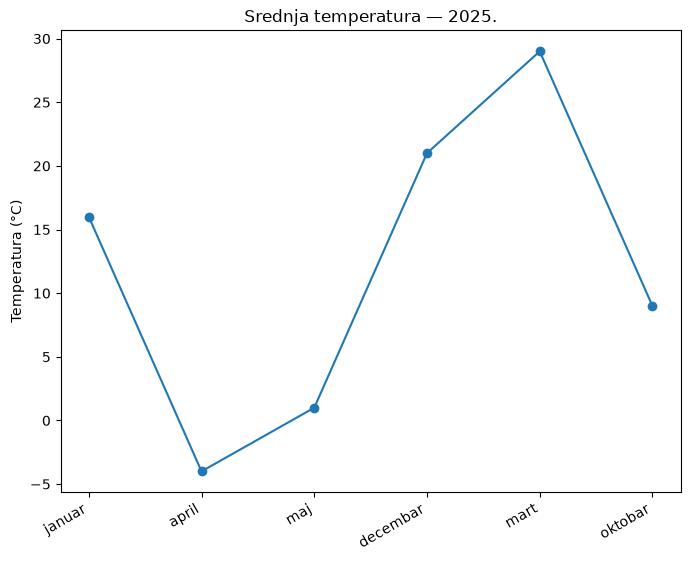 Srednja temperatura — 2025.
Temperatura (°C)
30
25
20
15
10
5
0
−5
januar
april
maj
decembar
mart
oktobar